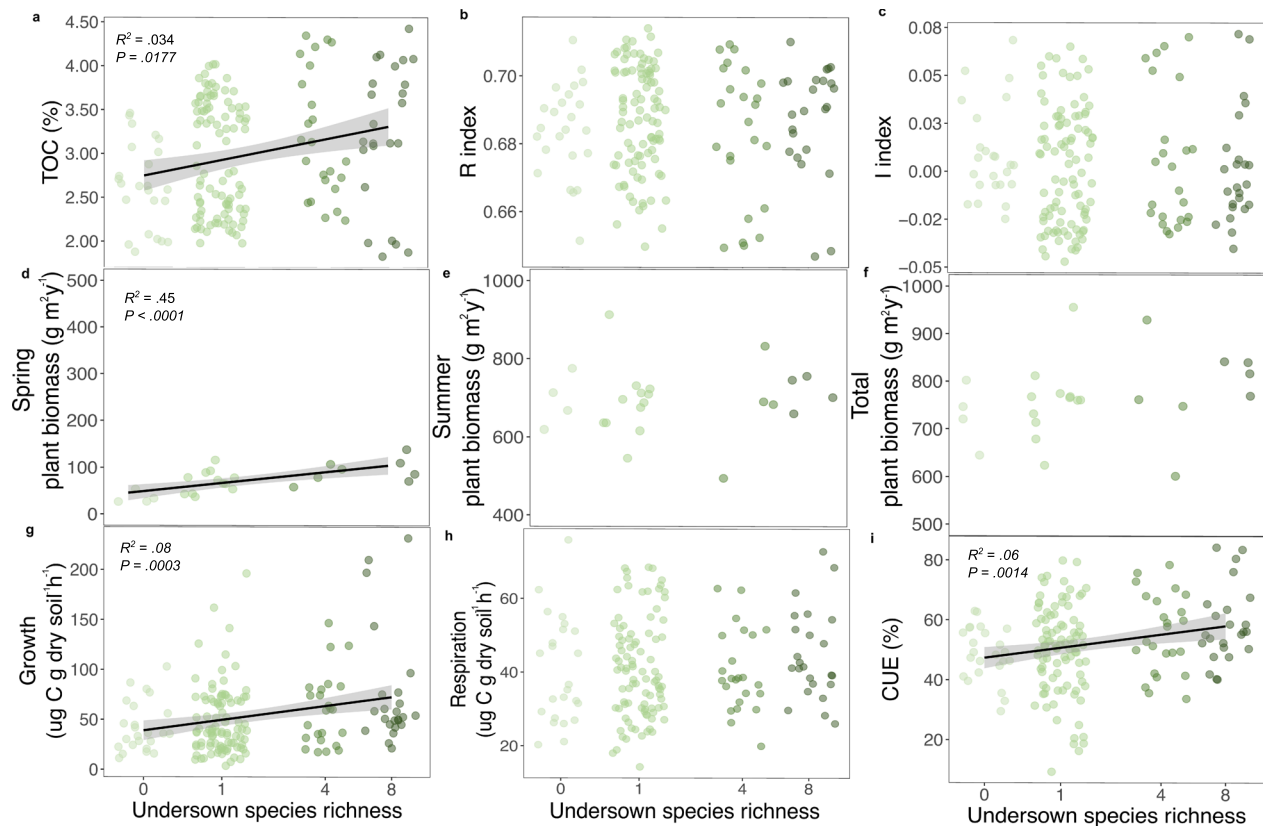 a
R² = .034
P = .0177
TOC (%)
4.50
4.00
3.50
3.00
2.50
2.00
b
R index
0.70
0.68
0.66
c
I index
0.08
0.05
0.03
0.00
−0.02
−0.05
d
R² = .45
P < .0001
Spring
plant biomass (g m²y⁻¹)
500
400
300
200
100
0
e
Summer
plant biomass (g m²y⁻¹)
1000
800
600
400
f
Total
plant biomass (g m²y⁻¹)
1000
900
800
700
600
500
g
R² = .08
P = .0003
Growth
(ug C g dry soil⁻¹h⁻¹)
200
150
100
50
0
0 1 4 8
Undersown species richness
h
Respiration
(ug C g dry soil⁻¹h⁻¹)
60
40
20
0 1 4 8
Undersown species richness
i
R² = .06
P = .0014
CUE (%)
80
60
40
20
0 1 4 8
Undersown species richness